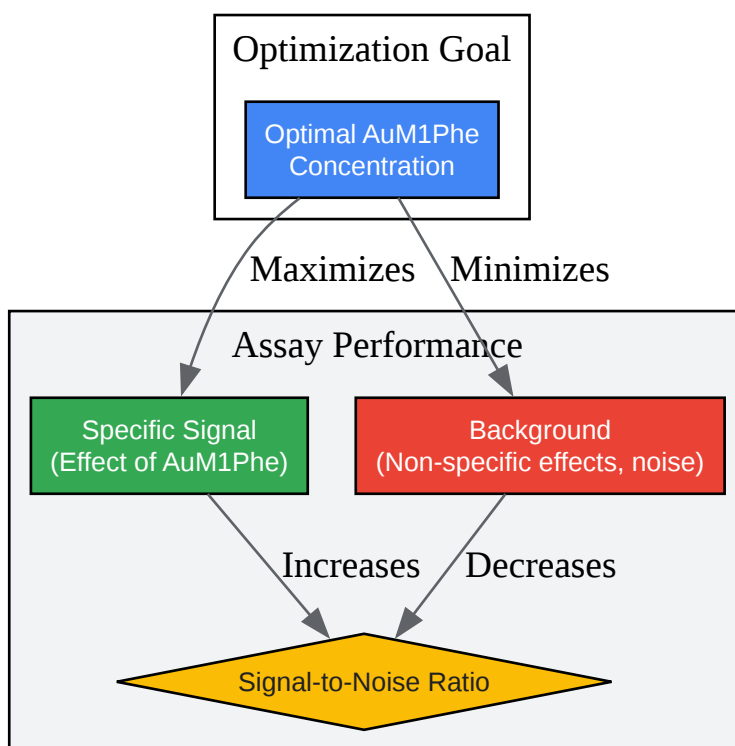 Optimization Goal
Optimal AuM1Phe
Concentration
Maximizes
Minimizes
Assay Performance
Specific Signal
(Effect of AuM1Phe)
Background
(Non-specific effects, noise)
Increases
Decreases
Signal-to-Noise Ratio